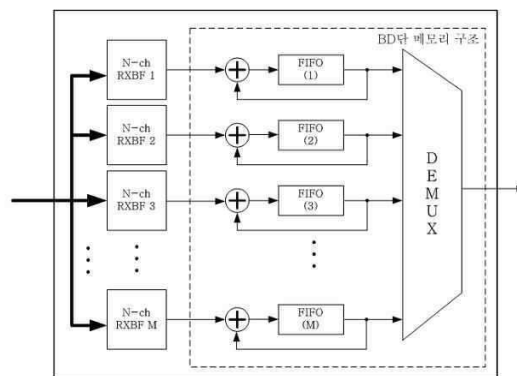 BD단 메모리 구조
N-ch
RXBF 1
FIFO
(1)
N-ch
RXBF 2
FIFO
(2)
N-ch
RXBF 3
FIFO
(3)
N-ch
RXBF M
FIFO
(M)
DEMUX